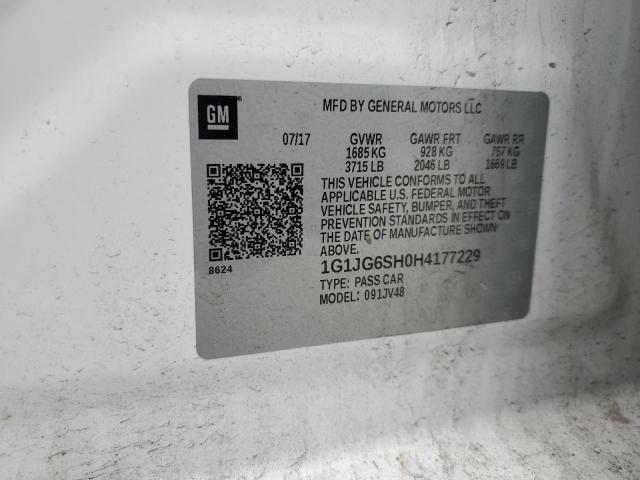 GM
MFD BY GENERAL MOTORS LLC
07/17 GVWR GAWR FRT GAWR RR
1685 KG 928 KG 757 KG
3715 LB 2046 LB 1669 LB
THIS VEHICLE CONFORMS TO ALL
APPLICABLE U.S. FEDERAL MOTOR
VEHICLE SAFETY, BUMPER, AND THEFT
PREVENTION STANDARDS IN EFFECT ON
THE DATE OF MANUFACTURE SHOWN
ABOVE.
8624
1G1JG6SH0H4177229
TYPE: PASS CAR
MODEL: 091JV48